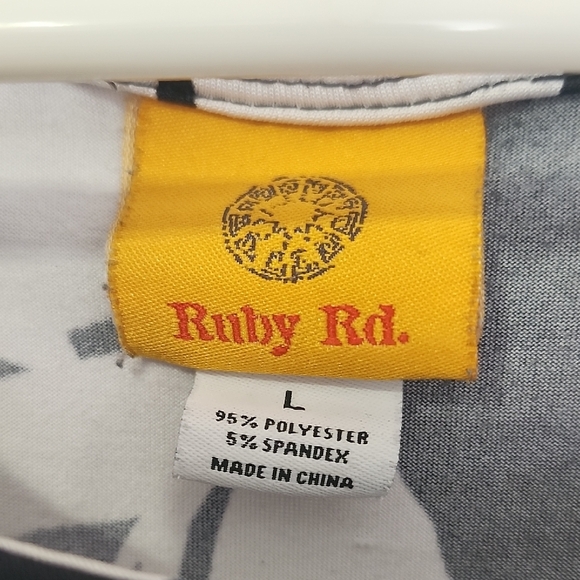 Ruby Rd.
L
95% POLYESTER
5% SPANDEX
MADE IN CHINA